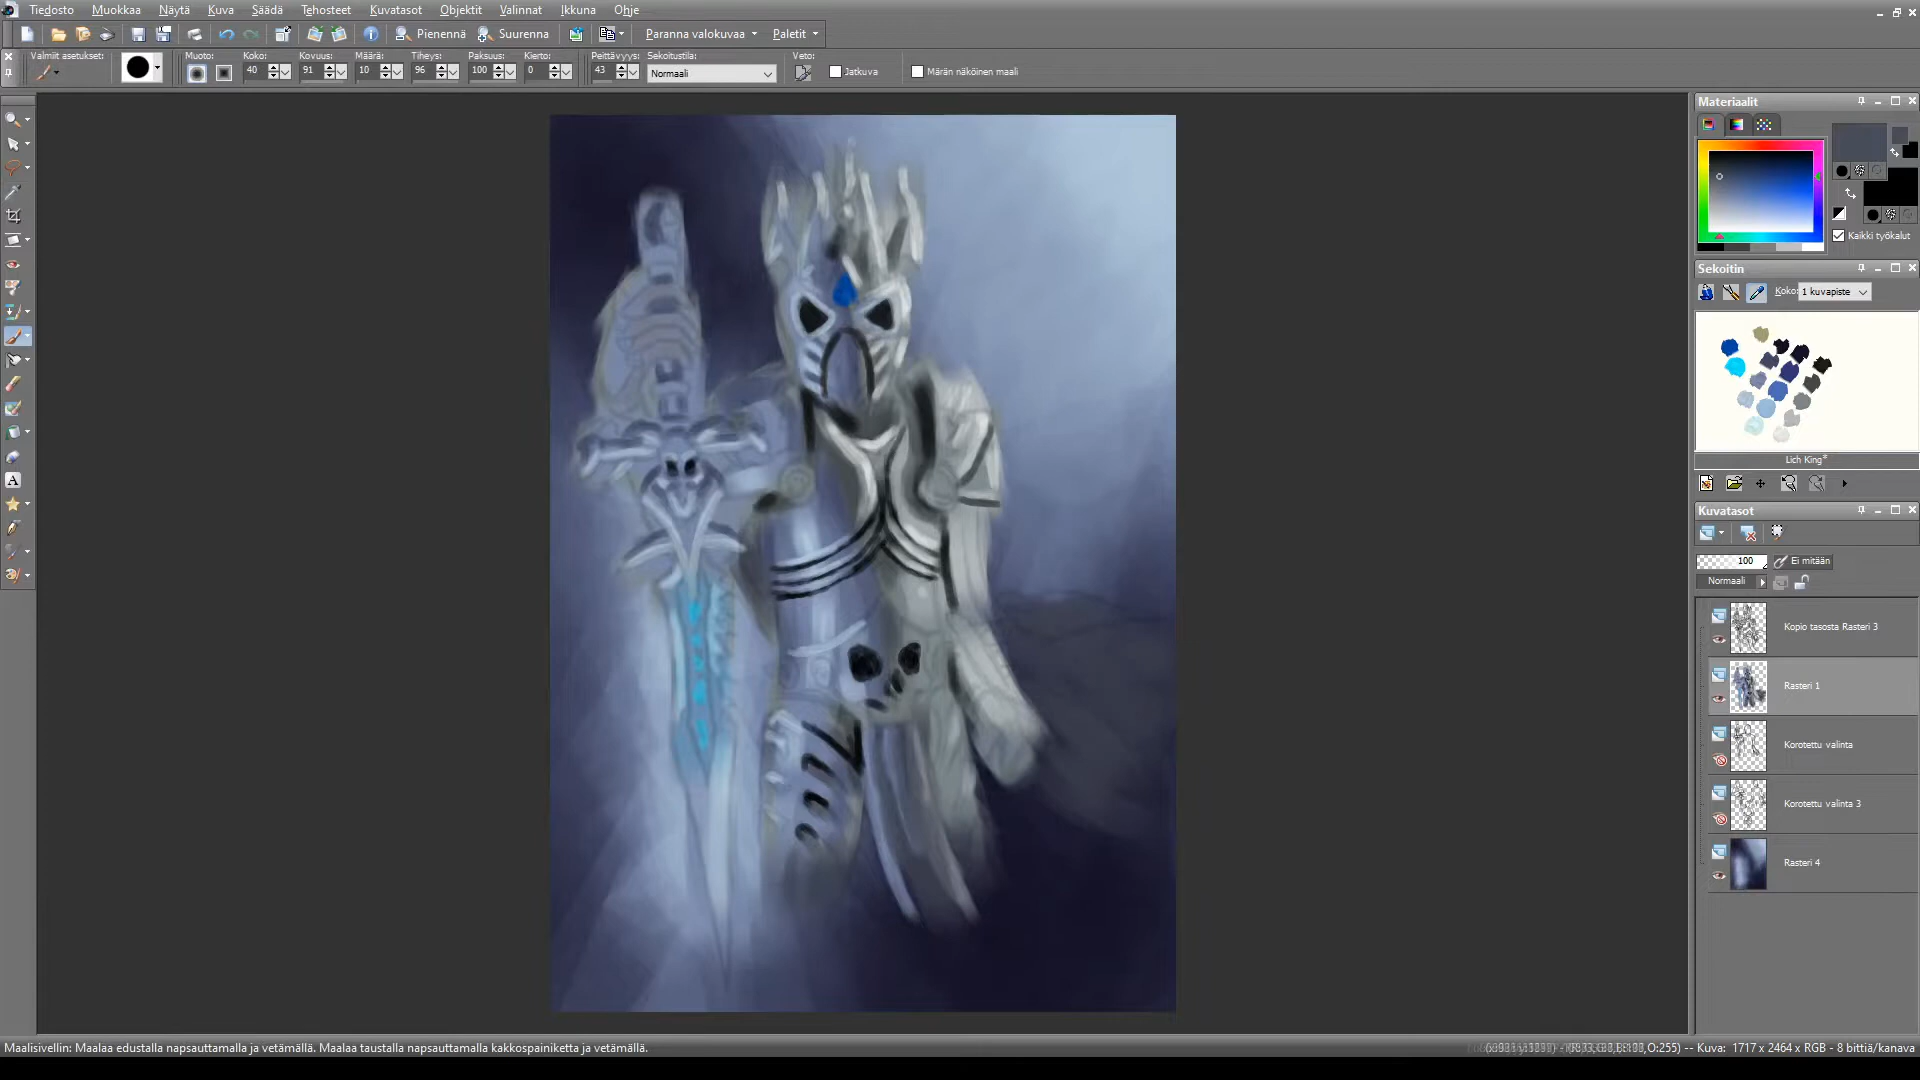 Tiedosto Muokkaa Näytä Kuva Säädä Tehosteet Kuvatasot Objektit Valinnat Ikkuna Ohje
Pienennä Suurenna Paranna valokuvaa Paletit
Valmiit asetukset: Muoto: Koko: Kovuus: Määrä: Tiheys: Paksuus: Kierto: Peittävyys: Sekoitustila: Veto:
40 91 10 96 100 0 43 Normaali Jatkuva Märän näköinen maali
Materiaalit
Kaikki työkalut
Sekoitin
Koko: 1 kuvapiste
Lich King*
Kuvatasot
100 Ei mitään
Normaali
Kopio tasosta Rasteri 3
Rasteri 1
Korotettu valinta
Korotettu valinta 3
Rasteri 4
A
Maalisivellin: Maalaa edustalla napsauttamalla ja vetämällä. Maalaa taustalla napsauttamalla kakkospainiketta ja vetämällä.
O:255) -- Kuva: 1717 x 2464 x RGB - 8 bittiä/kanava